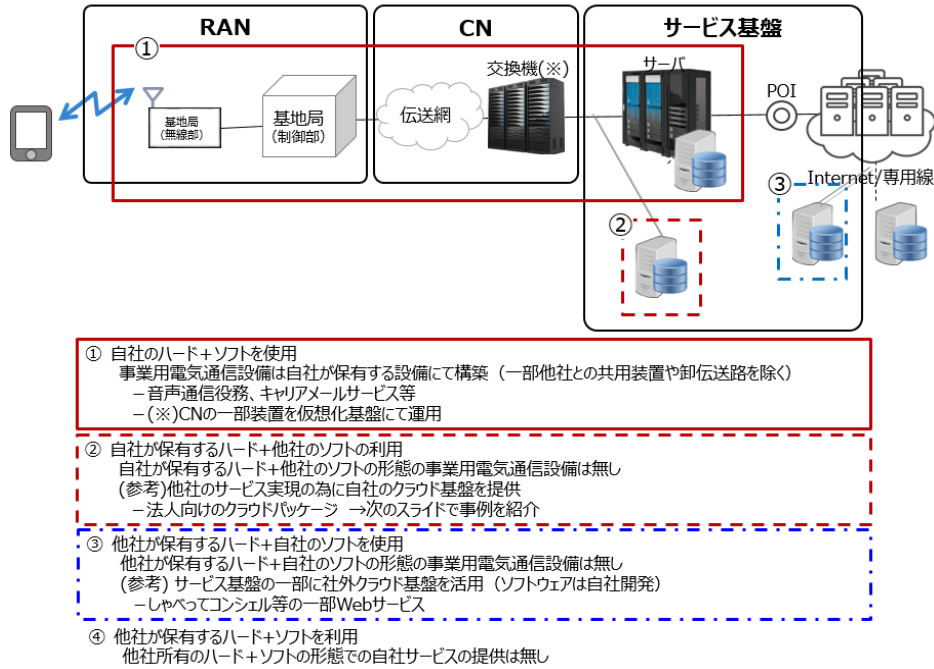 RAN
CN
サービス基盤
①
交換機(※)
サーバ
POI
基地局
(無線部)
基地局
(制御部)
伝送網
Internet/専用線
③
②
① 自社のハード+ソフトを使用
事業用電気通信設備は自社が保有する設備にて構築（一部他社との共用装置や卸伝送路を除く）
－音声通信役務、キャリアメールサービス等
－(※)CNの一部装置を仮想化基盤にて運用
② 自社が保有するハード+他社のソフトの利用
自社が保有するハード+他社のソフトの形態の事業用電気通信設備は無し
(参考)他社のサービス実現の為に自社のクラウド基盤を提供
－法人向けのクラウドパッケージ →次のスライドで事例を紹介
③ 他社が保有するハード+自社のソフトを使用
他社が保有するハード+自社のソフトの形態の事業用電気通信設備は無し
(参考) サービス基盤の一部に社外クラウド基盤を活用（ソフトウェアは自社開発）
－しゃべってコンシェル等の一部Webサービス
④ 他社が保有するハード+ソフトを利用
他社所有のハード+ソフトの形態での自社サービスの提供は無し